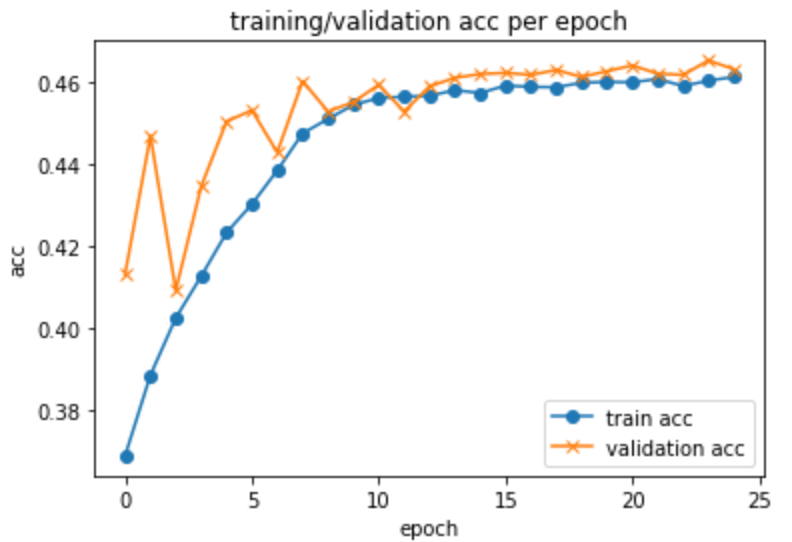 training/validation acc per epoch
acc
0.46
0.44
0.42
0.40
0.38
train acc
validation acc
0 5 10 15 20 25
epoch